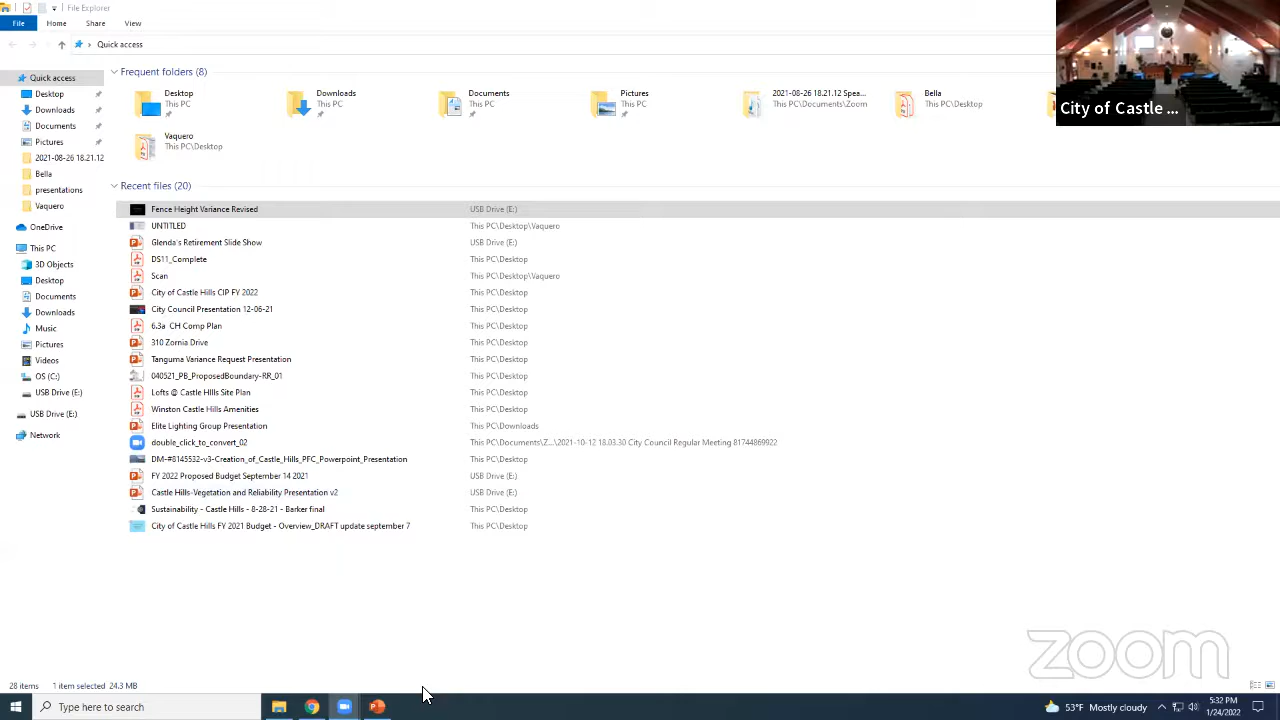 File Explorer
File Home Share View
Quick access
Quick access
Desktop
Downloads
Documents
Pictures
2021-08-26 18.21.12
Bella
presentations
Vaquero
OneDrive
This PC
3D Objects
Desktop
Documents
Downloads
Music
Pictures
Videos
OS (C:)
USB Drive (E:)
USB Drive (E:)
Network
Frequent folders (8)
Desktop
This PC
Downloads
This PC
Documents
This PC
Pictures
This PC
2021-08-26 18.21.12 Spea...
This PC\Documents\Zoom
Bella
This PC\Desktop
Vaquero
This PC\Desktop
Recent files (20)
Fence Height Variance Revised USB Drive (E:)
UNTITLED This PC\Desktop\Vaquero
Glenda's Retirement Slide Show USB Drive (E:)
DS11_Complete This PC\Desktop
Scan This PC\Desktop\Vaquero
City of Castle Hills CIP FY 2022 This PC\Desktop
City Council Presentation 12-06-21 This PC\Desktop
6.3a CH Comp Plan This PC\Desktop
310 Zornia Drive This PC\Desktop
Tanguma Variance Request Presentation This PC\Desktop
040521_PB_ProposedBoundary-RR_01 This PC\Desktop
Lofts @ Castle HIlls Site Plan This PC\Desktop
Winston Castle Hills Amenities This PC\Desktop
Elite Lighting Group Presentation This PC\Downloads
double_click_to_convert_02 This PC\Documents\Z...\2021-10-12 18.03.30 City Council Regular Meeting 81744869922
DM-#8145532-v3-Creation_of_Castle_Hills_PFC_Powerpoint_Presentation This PC\Desktop
FY 2022 Proposed Budget September 14 2021 USB Drive (E:)
Castle Hills-Vegetation and Reliability Presentation v2 USB Drive (E:)
Sustainability - Castle Hills - 8-28-21 - Barker final This PC\Desktop
City of Castle Hills FY 2021 Budget - Overview_DRAFT update september 7 This PC\Desktop
City of Castle ...
zoom
28 items 1 item selected 24.3 MB
Type here to search
53°F Mostly cloudy
5:32 PM
1/24/2022